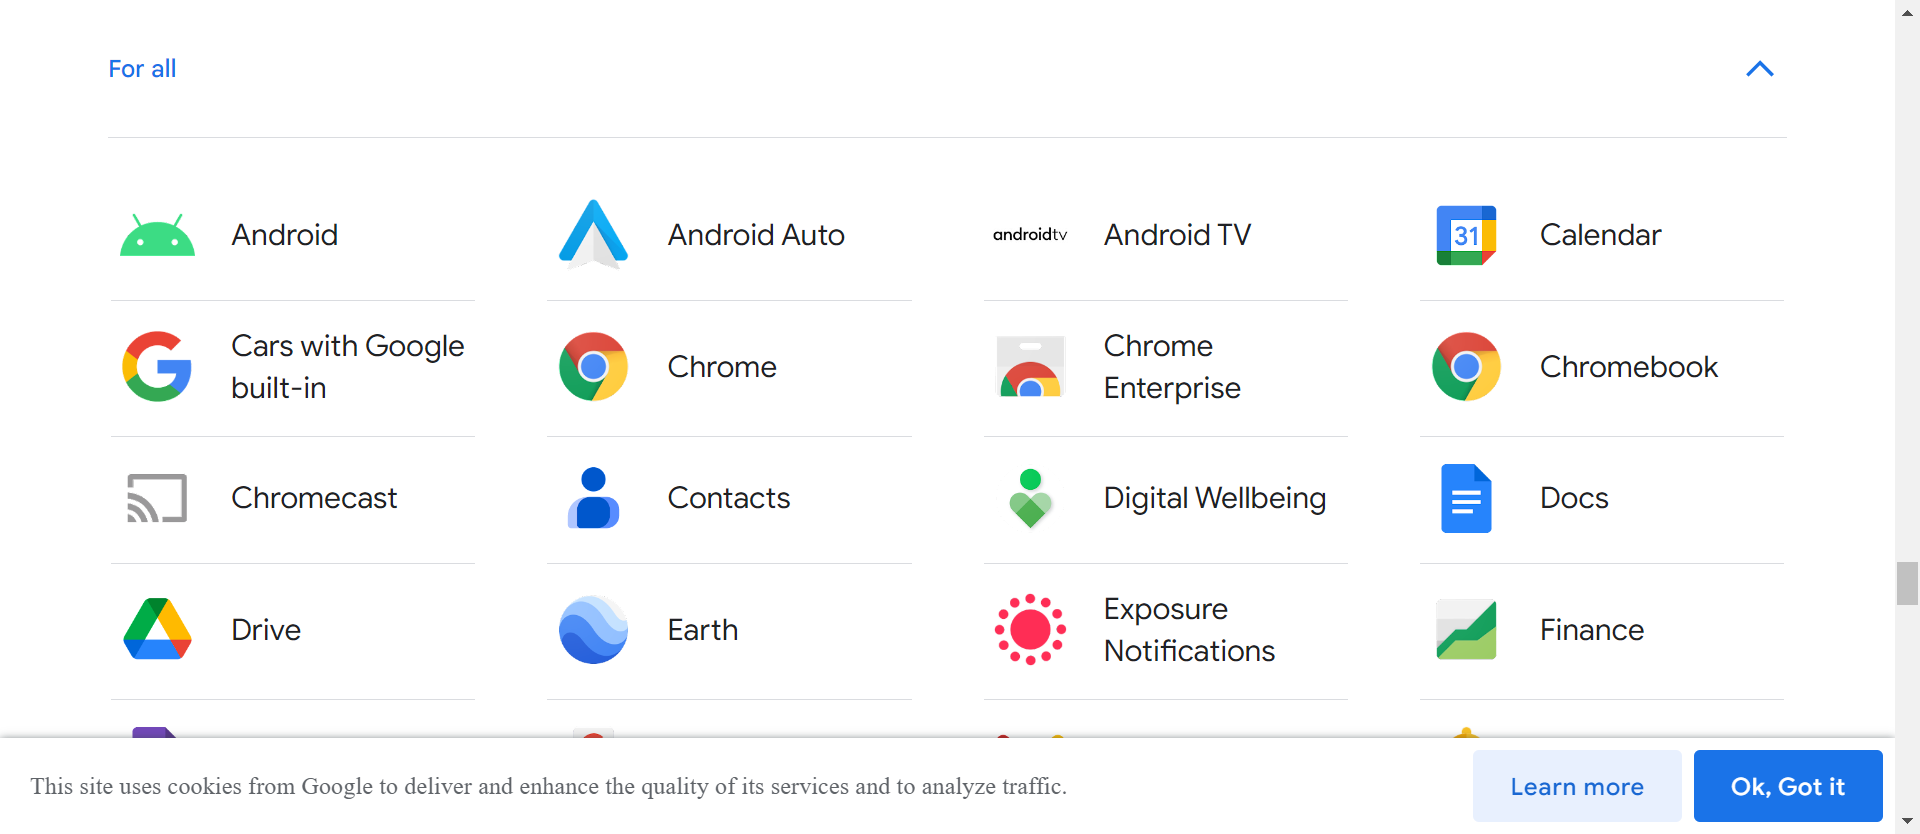 For all
Android
Android Auto
androidtv
Android TV
31
Calendar
Cars with Google
built-in
Chrome
Chrome
Enterprise
Chromebook
Chromecast
Contacts
Digital Wellbeing
Docs
Drive
Earth
Exposure
Notifications
Finance
This site uses cookies from Google to deliver and enhance the quality of its services and to analyze traffic.
Learn more
Ok, Got it